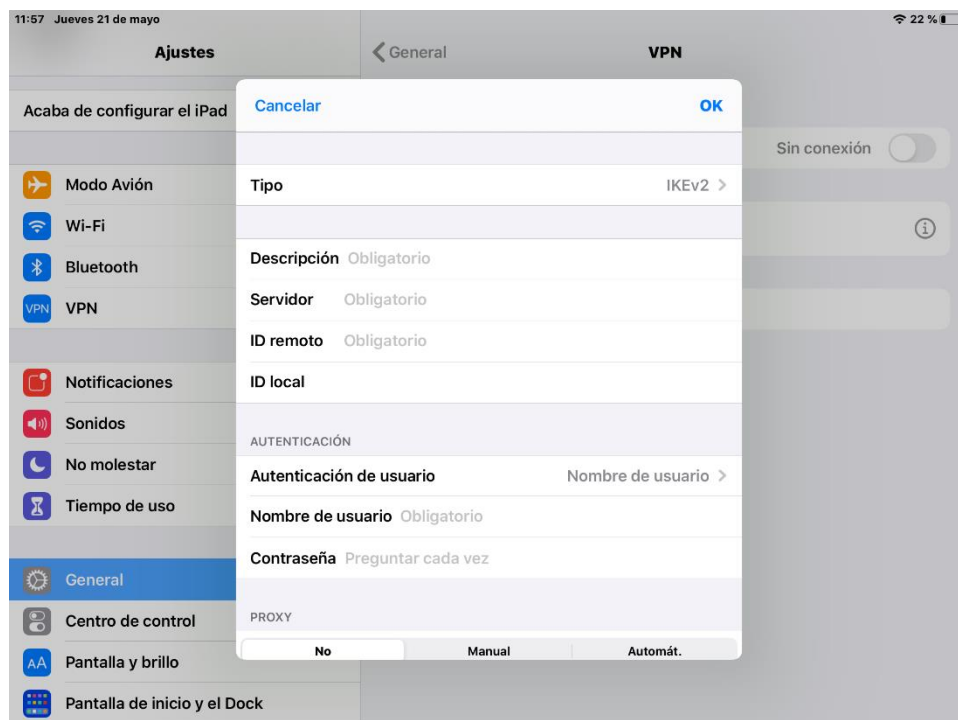 11:57 Jueves 21 de mayo
22 %
Ajustes
General
VPN
Acaba de configurar el iPad
Cancelar
OK
Sin conexión
Modo Avión
Tipo
IKEv2
Wi-Fi
Bluetooth
Descripción Obligatorio
VPN
VPN
Servidor Obligatorio
ID remoto Obligatorio
Notificaciones
ID local
Sonidos
AUTENTICACIÓN
No molestar
Autenticación de usuario
Nombre de usuario
Tiempo de uso
Nombre de usuario Obligatorio
Contraseña Preguntar cada vez
General
Centro de control
PROXY
No
Manual
Automát.
AA
Pantalla y brillo
Pantalla de inicio y el Dock